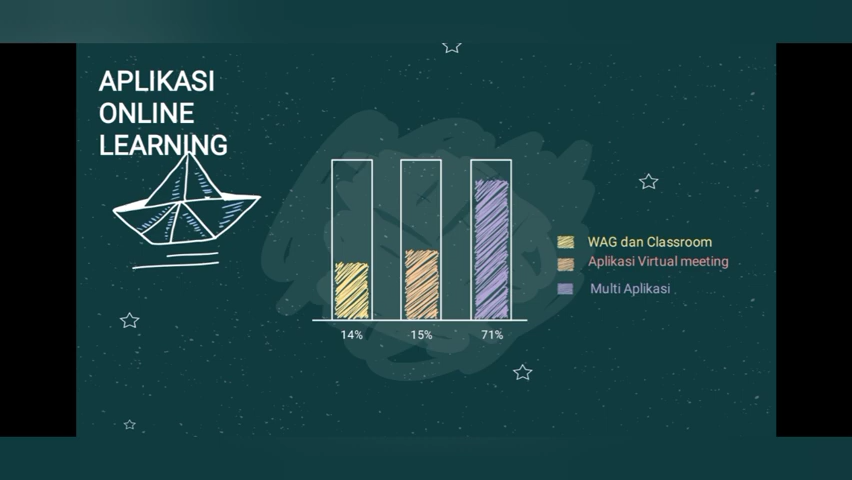 APLIKASI
ONLINE
LEARNING
WAG dan Classroom
Aplikasi Virtual meeting
Multi Aplikasi
14% 15% 71%